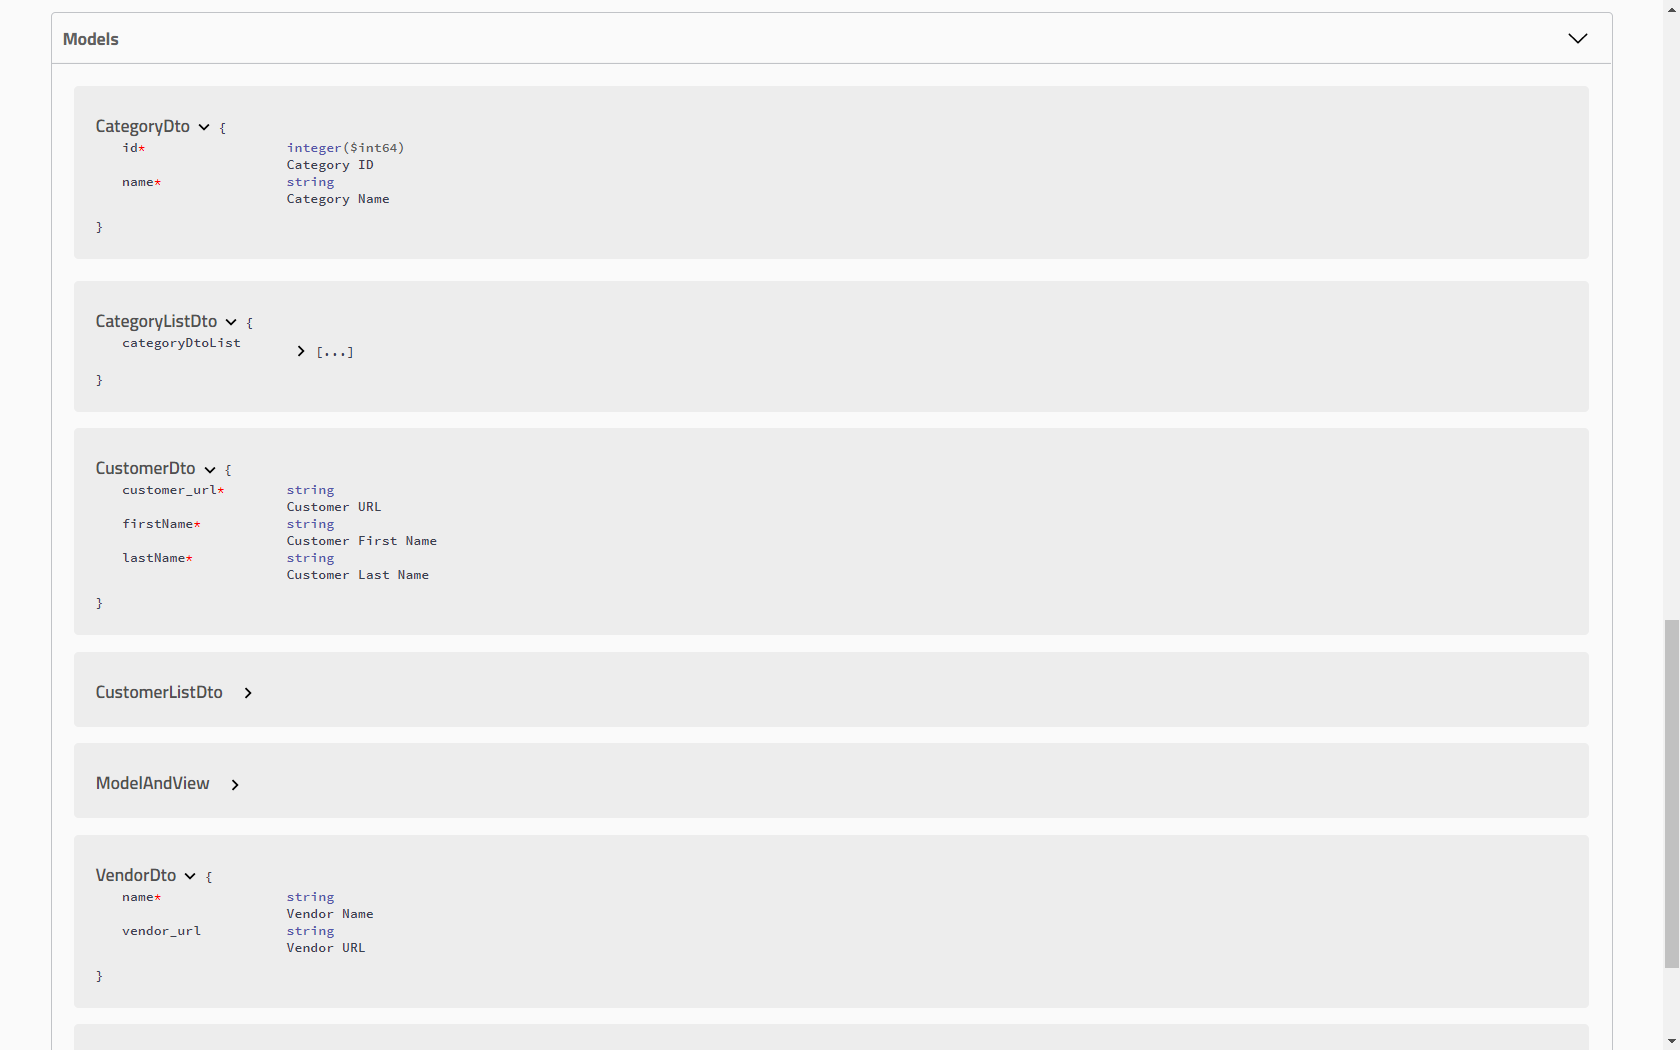 Models
CategoryDto {
id* integer($int64)
Category ID
name* string
Category Name
}
CategoryListDto {
categoryDtoList [...]
}
CustomerDto {
customer_url* string
Customer URL
firstName* string
Customer First Name
lastName* string
Customer Last Name
}
CustomerListDto
ModelAndView
VendorDto {
name* string
Vendor Name
vendor_url string
Vendor URL
}